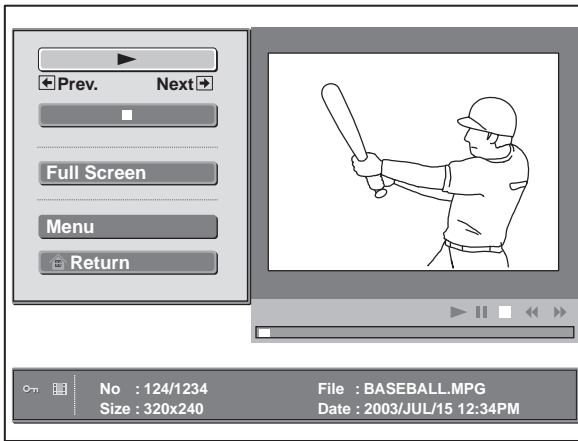 Prev. Next
Full Screen
Menu
Return
No : 124/1234 File : BASEBALL.MPG
Size : 320x240 Date : 2003/JUL/15 12:34PM